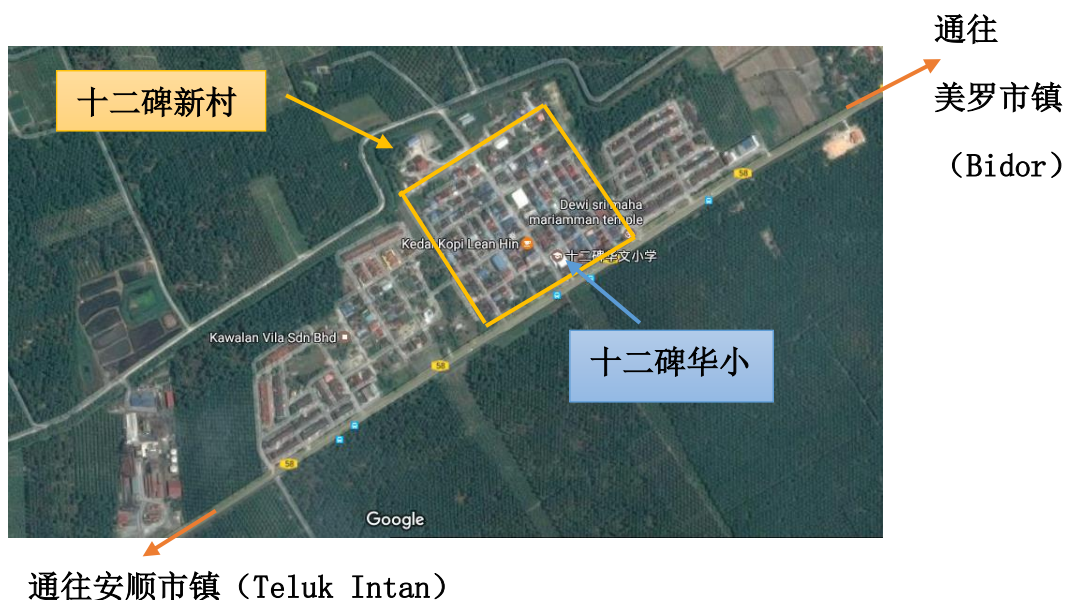 通往
美罗市镇
（Bidor）
十二碑新村
58
Dewi sri maha
mariamman temple
Kedai Kopi Lean Hin
十二碑华文小学
Kawalan Vila Sdn Bhd
58
十二碑华小
58
Google
通往安顺市镇（Teluk Intan）